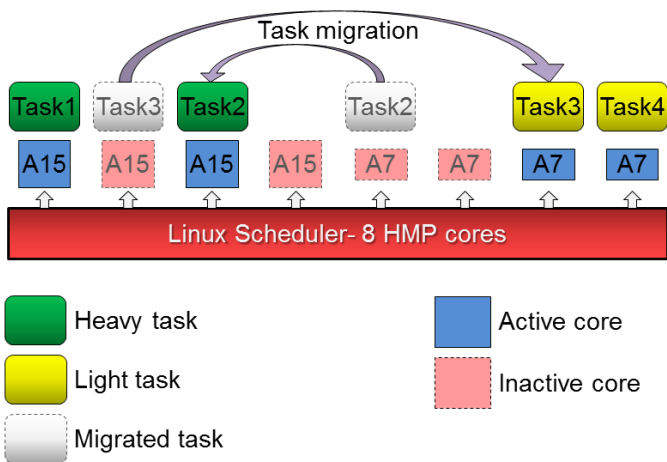 Task migration
Task1 Task3 Task2 Task2 Task3 Task4
A15 A15 A15 A15 A7 A7 A7 A7
Linux Scheduler- 8 HMP cores
Heavy task
Active core
Light task
Inactive core
Migrated task